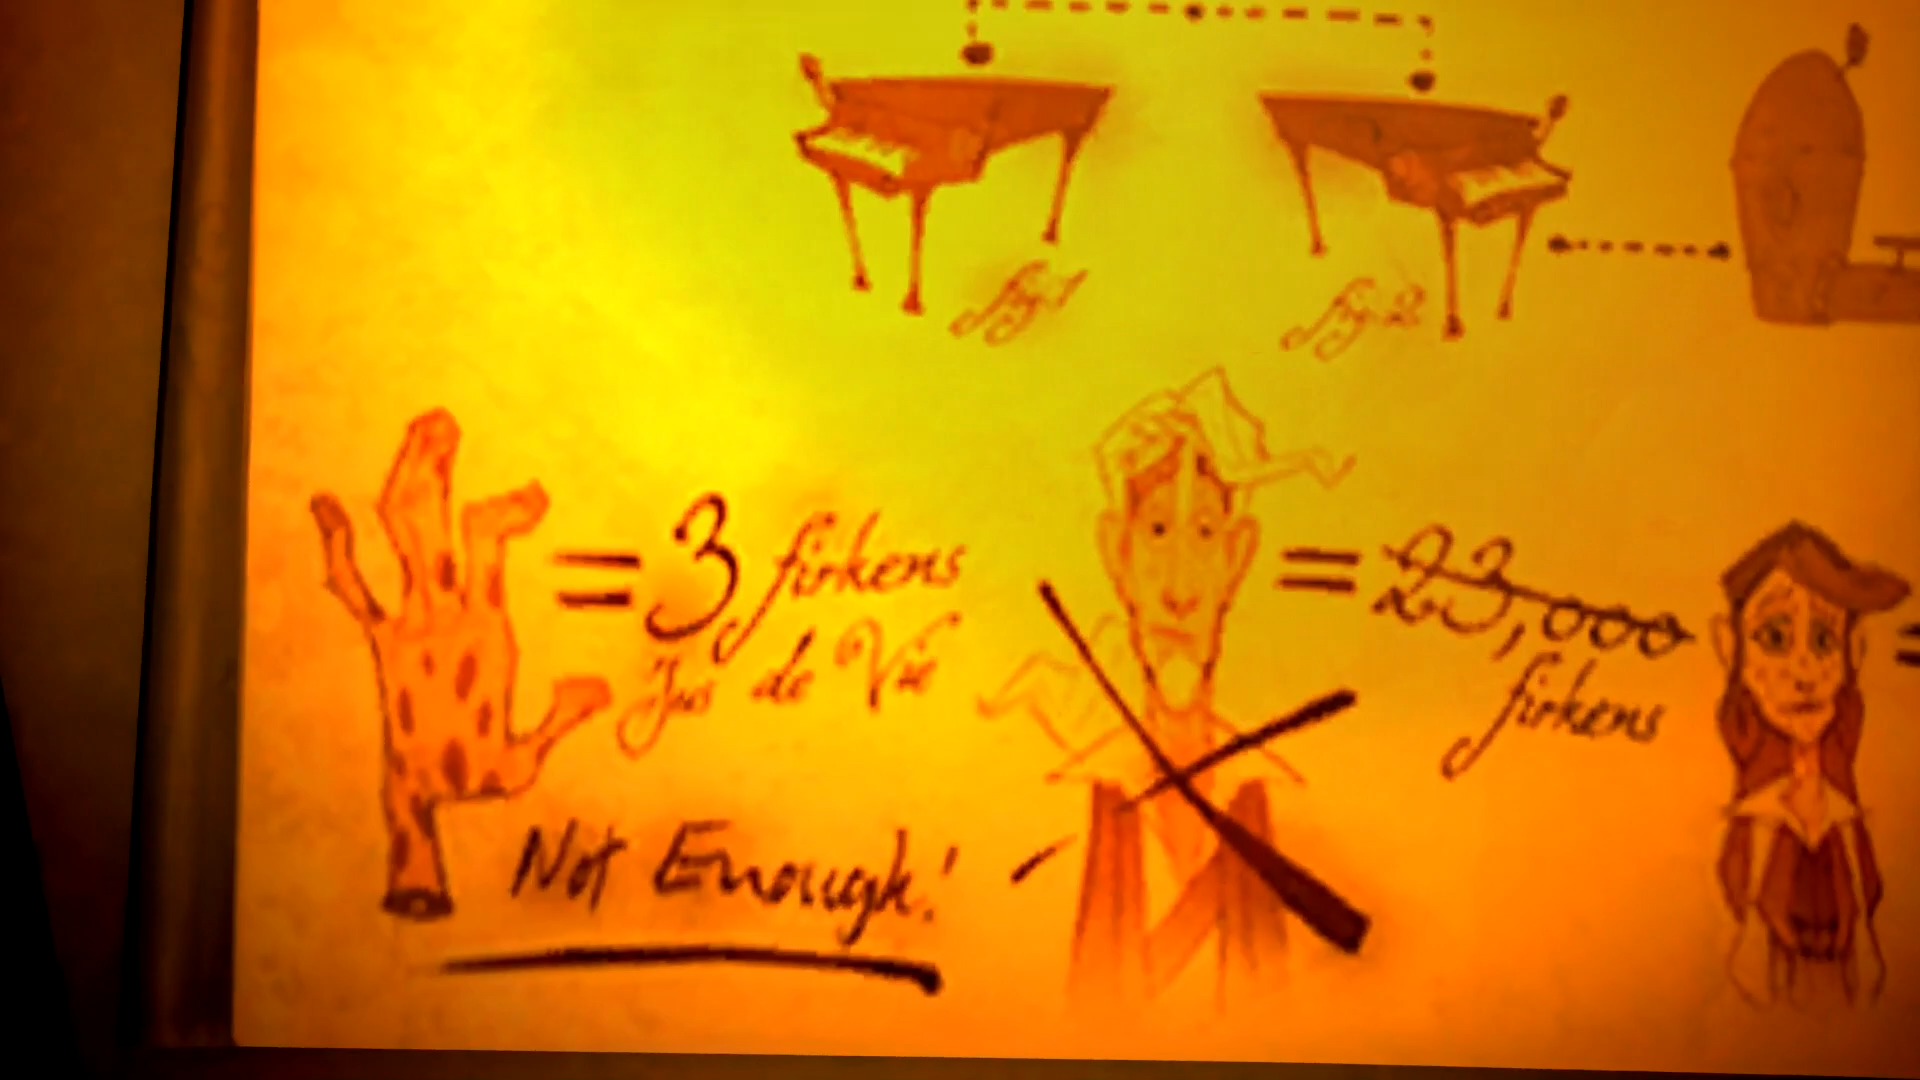 fig 1
fig 2
= 3 firkens
Jus de Vie
= 23,000
firkens
=
Not Enough!